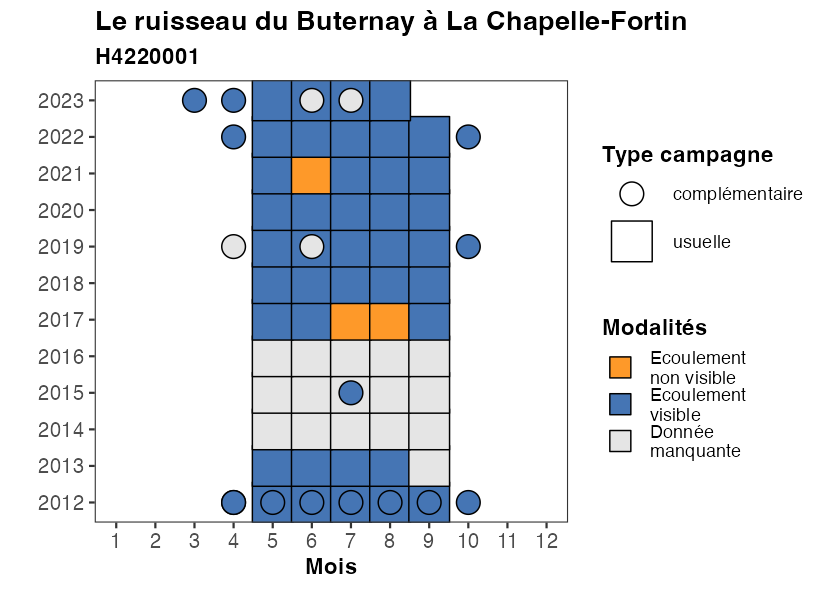 Le ruisseau du Buternay à La Chapelle-Fortin
H4220001
2023
2022
2021
2020
2019
2018
2017
2016
2015
2014
2013
2012
1 2 3 4 5 6 7 8 9 10 11 12
Mois
Type campagne
complémentaire
usuelle
Modalités
Ecoulement
non visible
Ecoulement
visible
Donnée
manquante